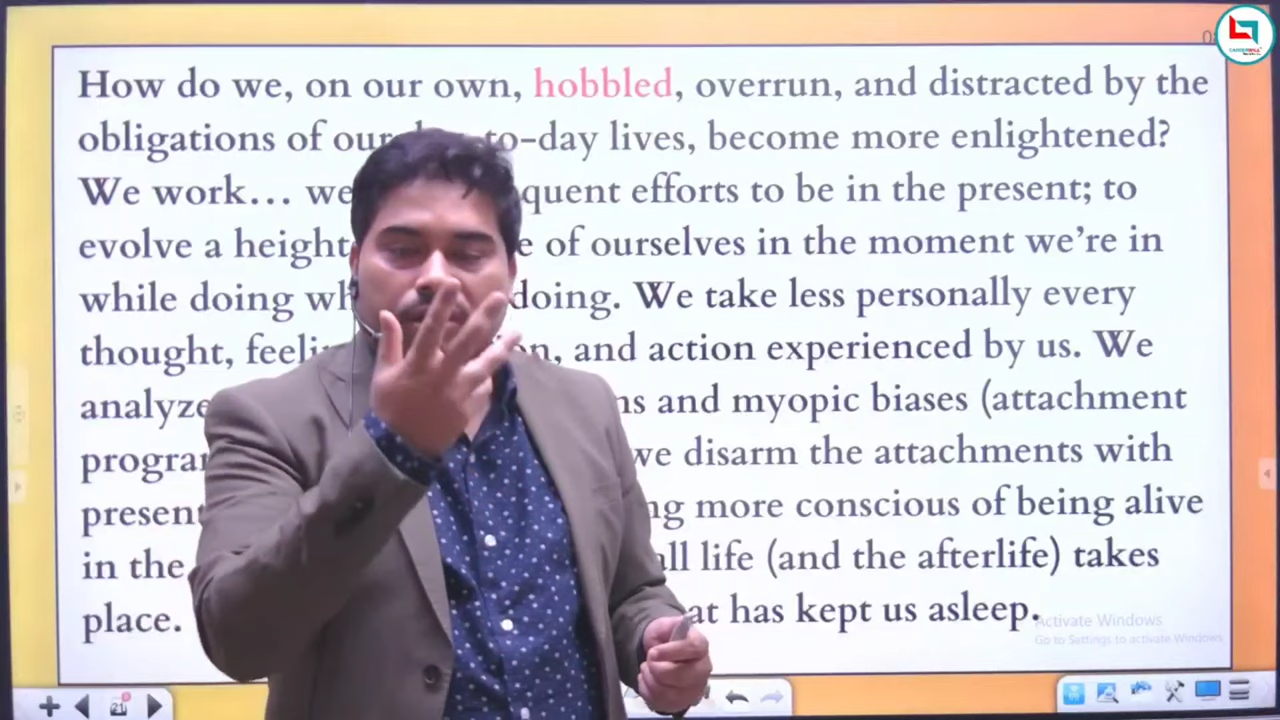 How do we, on our own, hobbled, overrun, and distracted by the
obligations of our to-day lives, become more enlightened?
We work... we quent efforts to be in the present; to
evolve a height e of ourselves in the moment we're in
while doing wh doing. We take less personally every
thought, feeli on, and action experienced by us. We
analyze ns and myopic biases (attachment
progra we disarm the attachments with
present ng more conscious of being alive
in the all life (and the afterlife) takes
place. at has kept us asleep.
Activate Windows
Go to Settings to activate Windows.
21
CAREERWILL